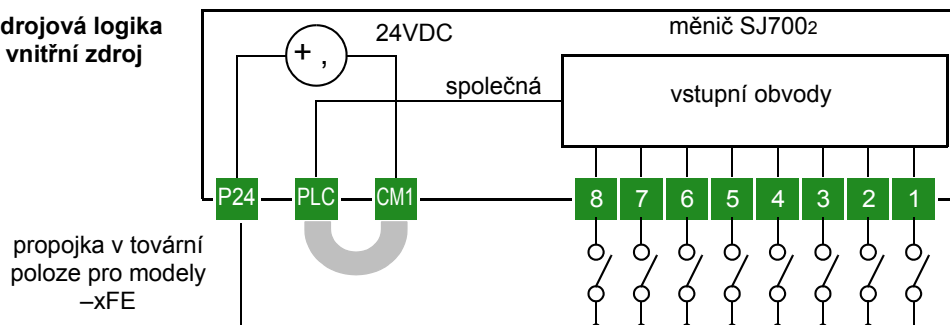 drojová logika
vnitřní zdroj
+ ,
24VDC
měnič SJ7002
společná
vstupní obvody
P24 PLC CM1 8 7 6 5 4 3 2 1
propojka v tovární
poloze pro modely
–xFE